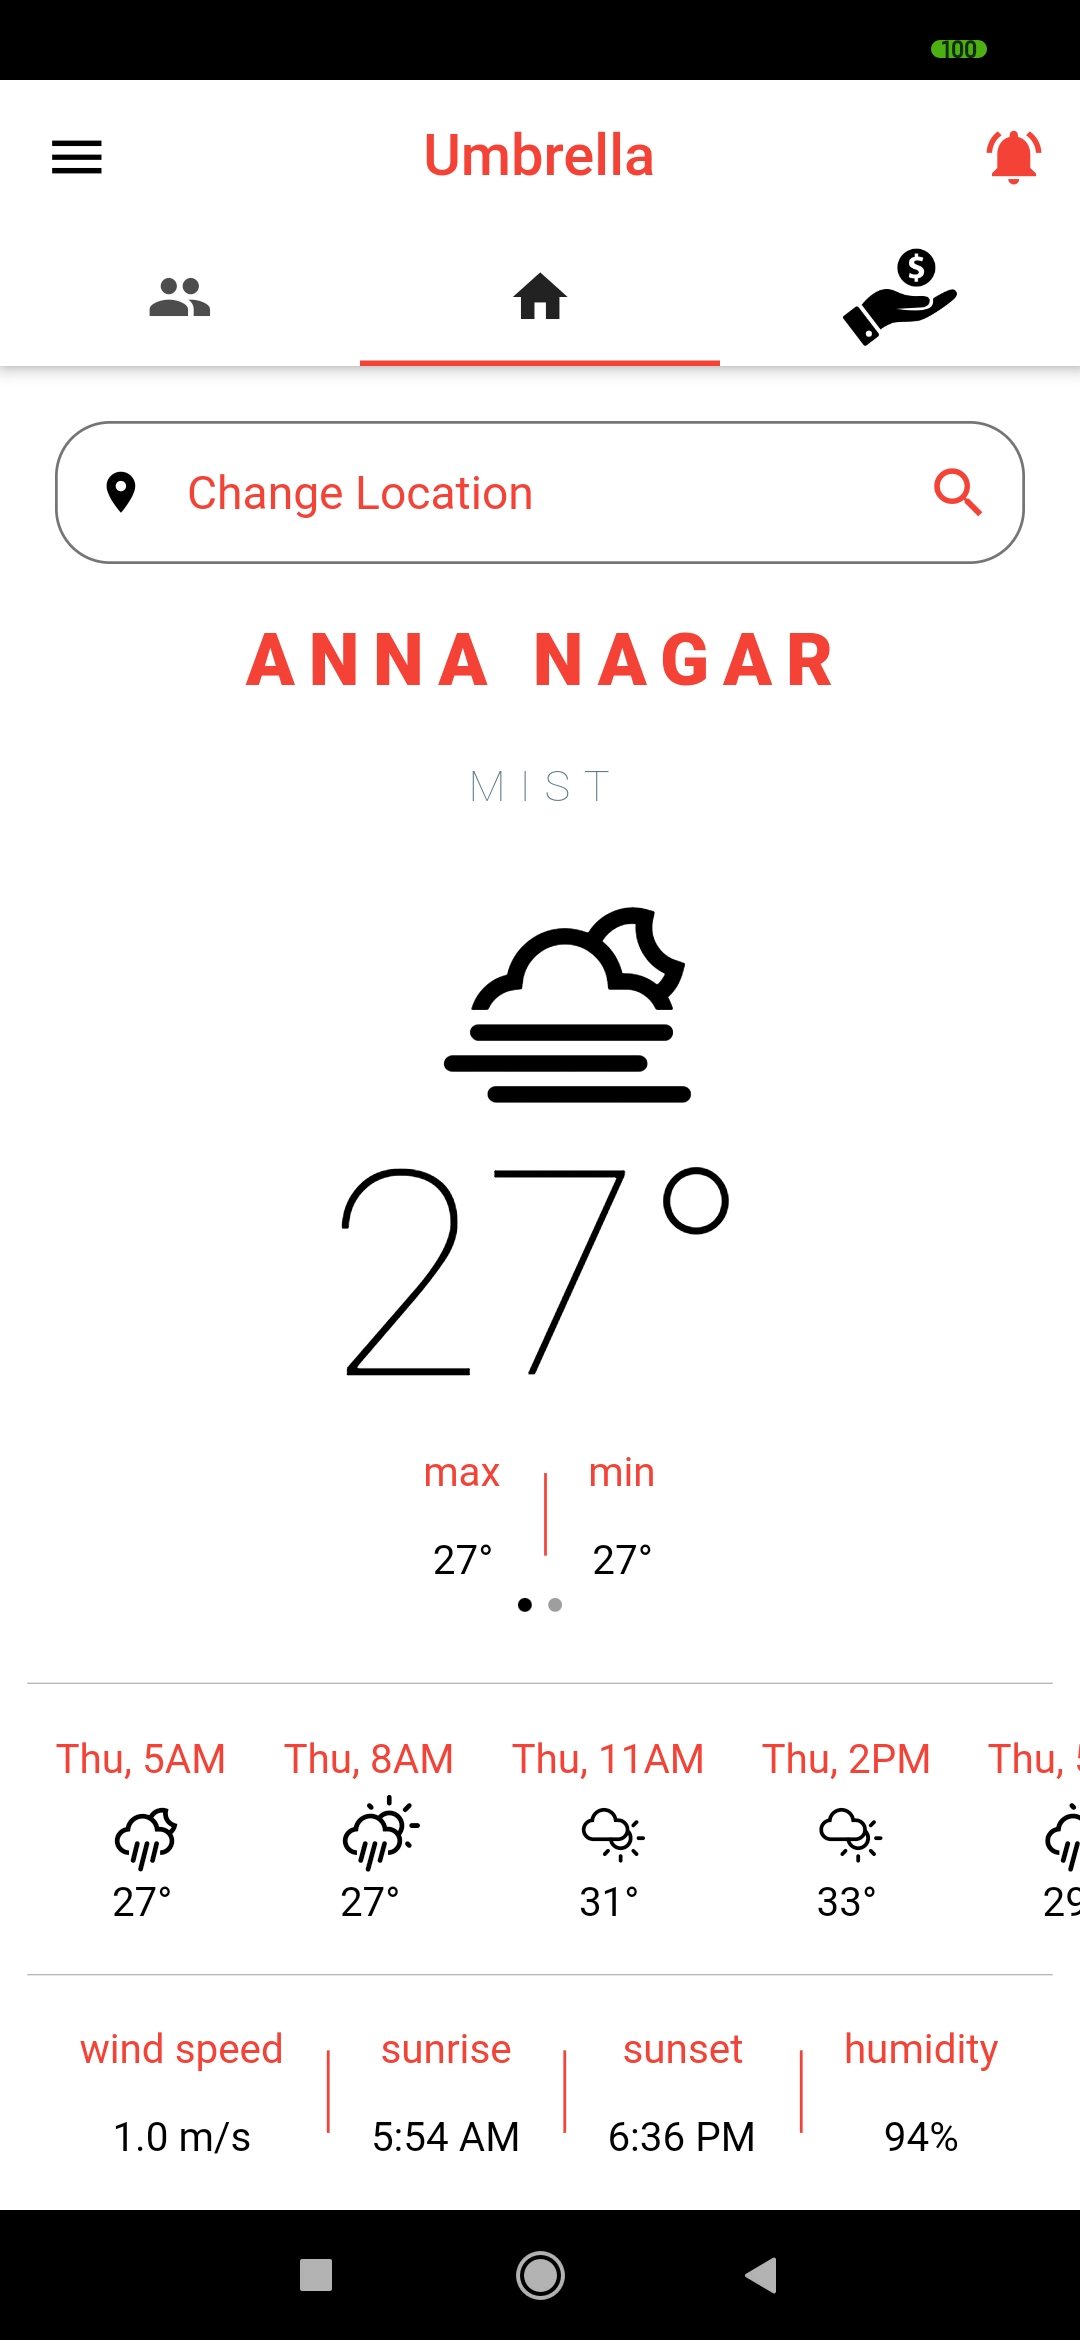 100
Umbrella
Change Location
ANNA NAGAR
MIST
27°
max min
27° 27°
Thu, 5AM Thu, 8AM Thu, 11AM Thu, 2PM Thu,
27° 27° 31° 33° 29
wind speed sunrise sunset humidity
1.0 m/s 5:54 AM 6:36 PM 94%